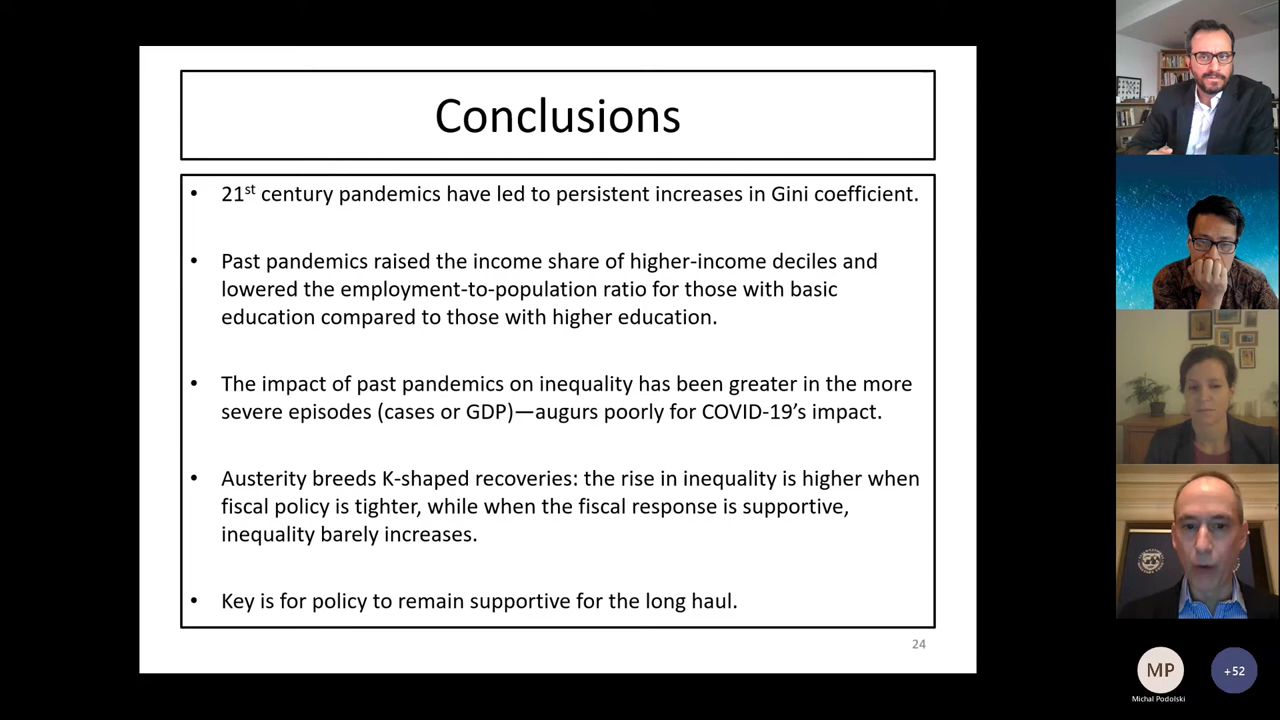 Conclusions
• 21st century pandemics have led to persistent increases in Gini coefficient.
• Past pandemics raised the income share of higher-income deciles and
lowered the employment-to-population ratio for those with basic
education compared to those with higher education.
• The impact of past pandemics on inequality has been greater in the more
severe episodes (cases or GDP)—augurs poorly for COVID-19's impact.
• Austerity breeds K-shaped recoveries: the rise in inequality is higher when
fiscal policy is tighter, while when the fiscal response is supportive,
inequality barely increases.
• Key is for policy to remain supportive for the long haul.
24
MP
Michal Podolski
+52